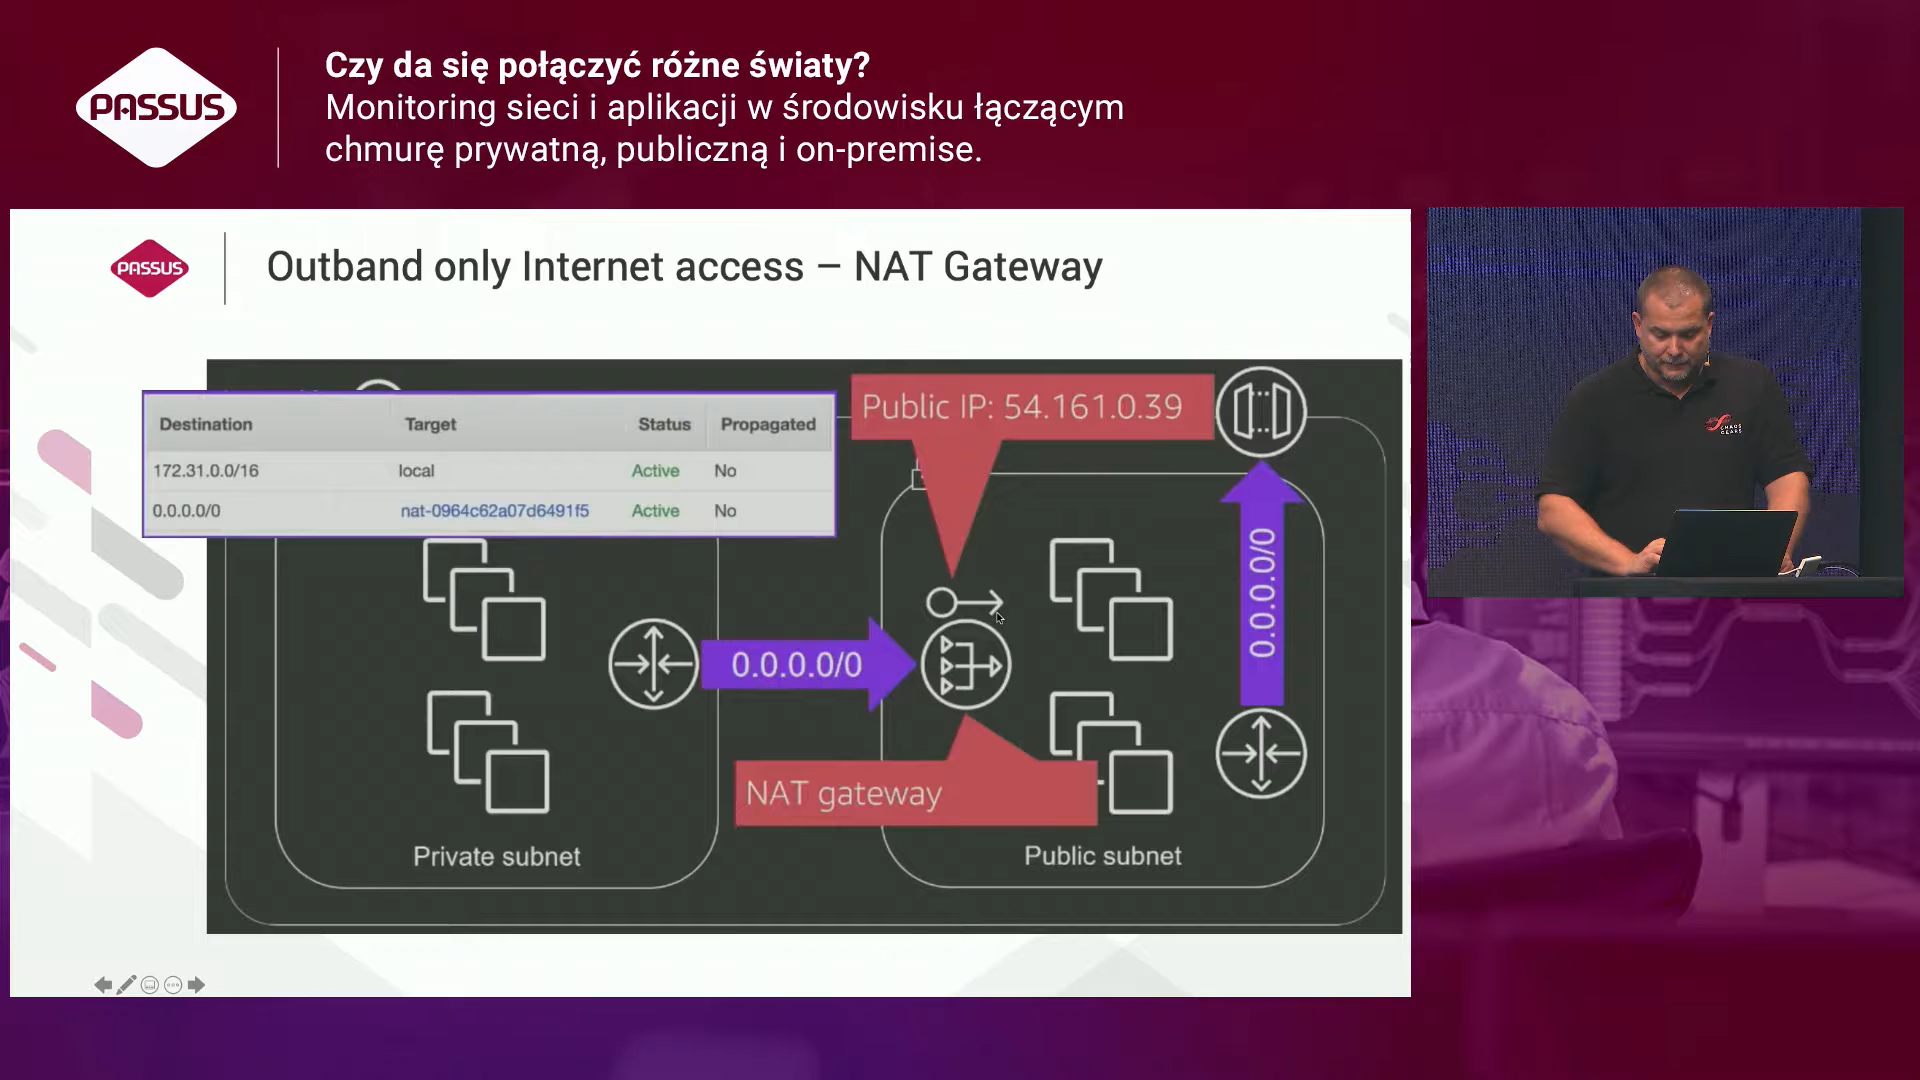 PASSUS
Czy da się połączyć różne światy?
Monitoring sieci i aplikacji w środowisku łączącym
chmurę prywatną, publiczną i on-premise.
PASSUS
Outband only Internet access – NAT Gateway
Destination Target Status Propagated
172.31.0.0/16 local Active No
0.0.0.0/0 nat-0964c62a07d6491f5 Active No
Public IP: 54.161.0.39
0.0.0.0/0
0.0.0.0/0
NAT gateway
Private subnet
Public subnet
CHAOS
GEARS